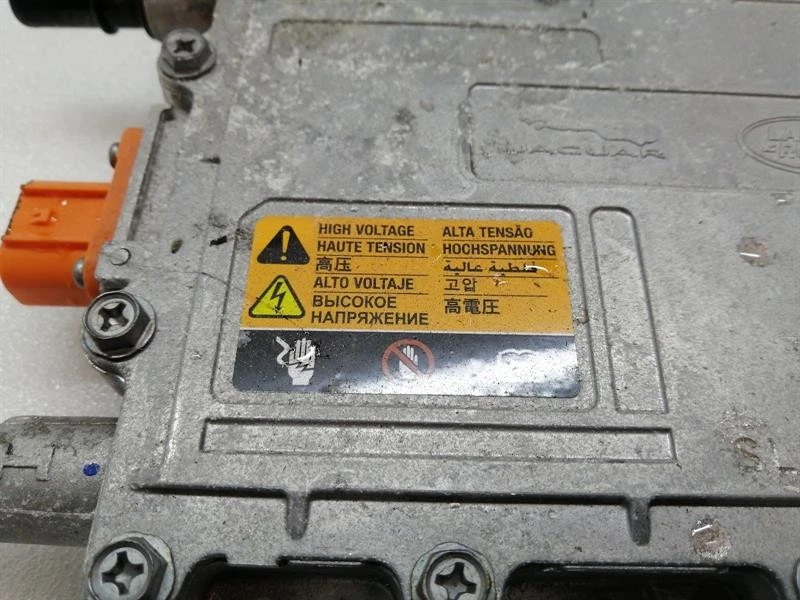 JAGUAR
HIGH VOLTAGE
HAUTE TENSION
高压
ALTO VOLTAJE
ВЫСОКОЕ
НАПРЯЖЕНИЕ
ALTA TENSÃO
HOCHSPANNUNG
عالية
고압
高電圧